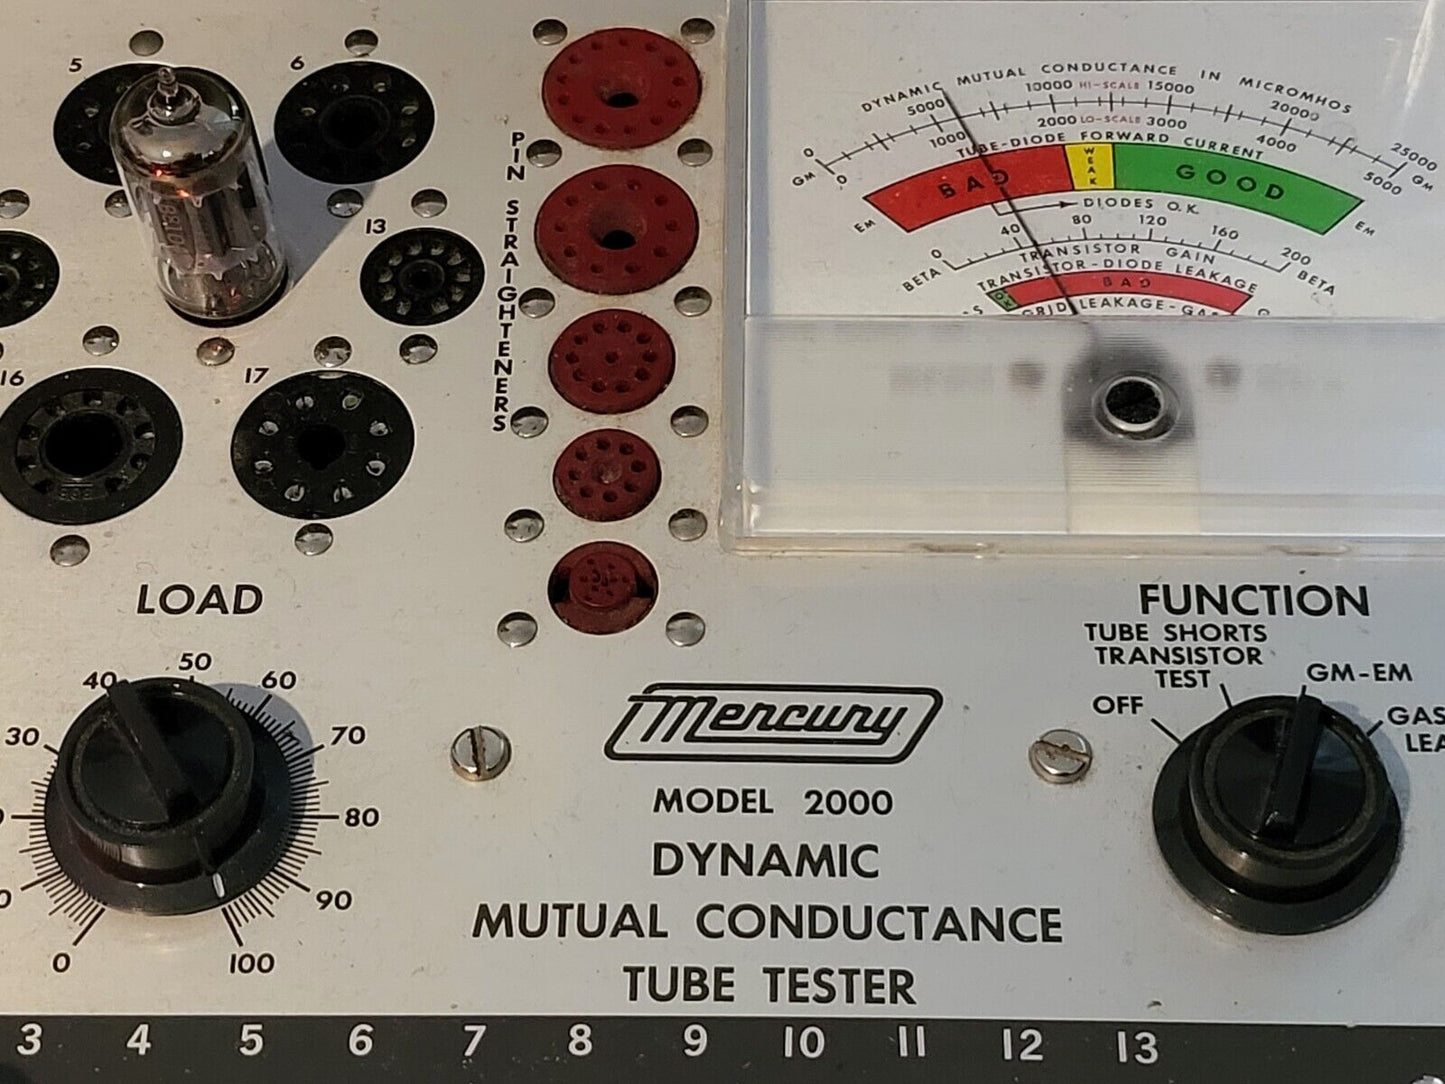 5
6
13
16
17
PIN STRAIGHTENERS
DYNAMIC MUTUAL CONDUCTANCE IN MICROMHOS
0 5000 10000 HI-SCALE 15000 20000 25000
GM 0 1000 2000 LO-SCALE 3000 4000 5000 GM
TUBE-DIODE FORWARD CURRENT
EM BAD WEAK GOOD EM
DIODES O.K.
BETA 0 40 80 120 160 200 BETA
TRANSISTOR GAIN
TRANSISTOR-DIODE LEAKAGE
OK BAD
GRID LEAKAGE-GAS
LOAD
0 30 40 50 60 70 80 90 100
FUNCTION
TUBE SHORTS
TRANSISTOR
TEST
OFF
GM-EM
GAS
LEA
Mercury
MODEL 2000
DYNAMIC
MUTUAL CONDUCTANCE
TUBE TESTER
3 4 5 6 7 8 9 10 11 12 13